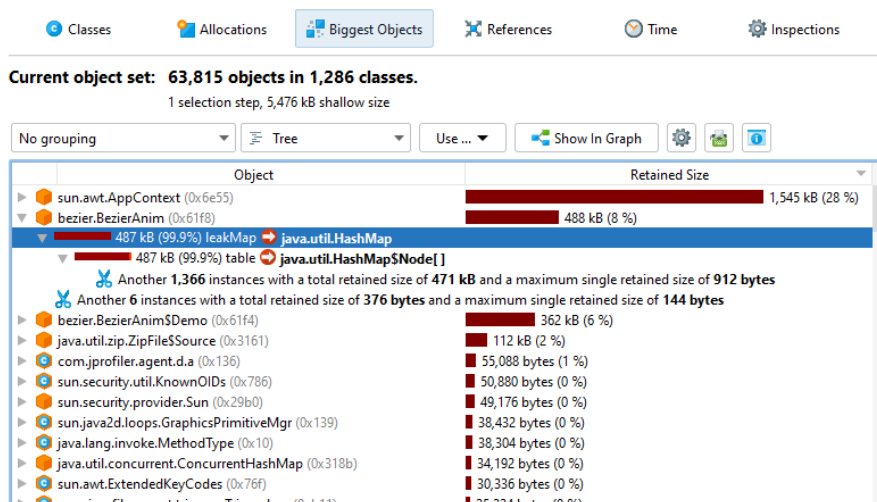 Classes Allocations Biggest Objects References Time Inspections
Current object set: 63,815 objects in 1,286 classes.
1 selection step, 5,476 kB shallow size
No grouping Tree Use ... Show In Graph
Object Retained Size
sun.awt.AppContext (0x6e55) 1,545 kB (28 %)
bezier.BezierAnim (0x61f8) 488 kB (8 %)
487 kB (99.9%) leakMap java.util.HashMap
487 kB (99.9%) table java.util.HashMap$Node[ ]
Another 1,366 instances with a total retained size of 471 kB and a maximum single retained size of 912 bytes
Another 6 instances with a total retained size of 376 bytes and a maximum single retained size of 144 bytes
bezier.BezierAnim$Demo (0x61f4) 362 kB (6 %)
java.util.zip.ZipFile$Source (0x3161) 112 kB (2 %)
com.jprofiler.agent.d.a (0x136) 55,088 bytes (1 %)
sun.security.util.KnownOIDs (0x786) 50,880 bytes (0 %)
sun.security.provider.Sun (0x29b0) 49,176 bytes (0 %)
sun.java2d.loops.GraphicsPrimitiveMgr (0x139) 38,432 bytes (0 %)
java.lang.invoke.MethodType (0x10) 38,304 bytes (0 %)
java.util.concurrent.ConcurrentHashMap (0x318b) 34,192 bytes (0 %)
sun.awt.ExtendedKeyCodes (0x76f) 30,336 bytes (0 %)